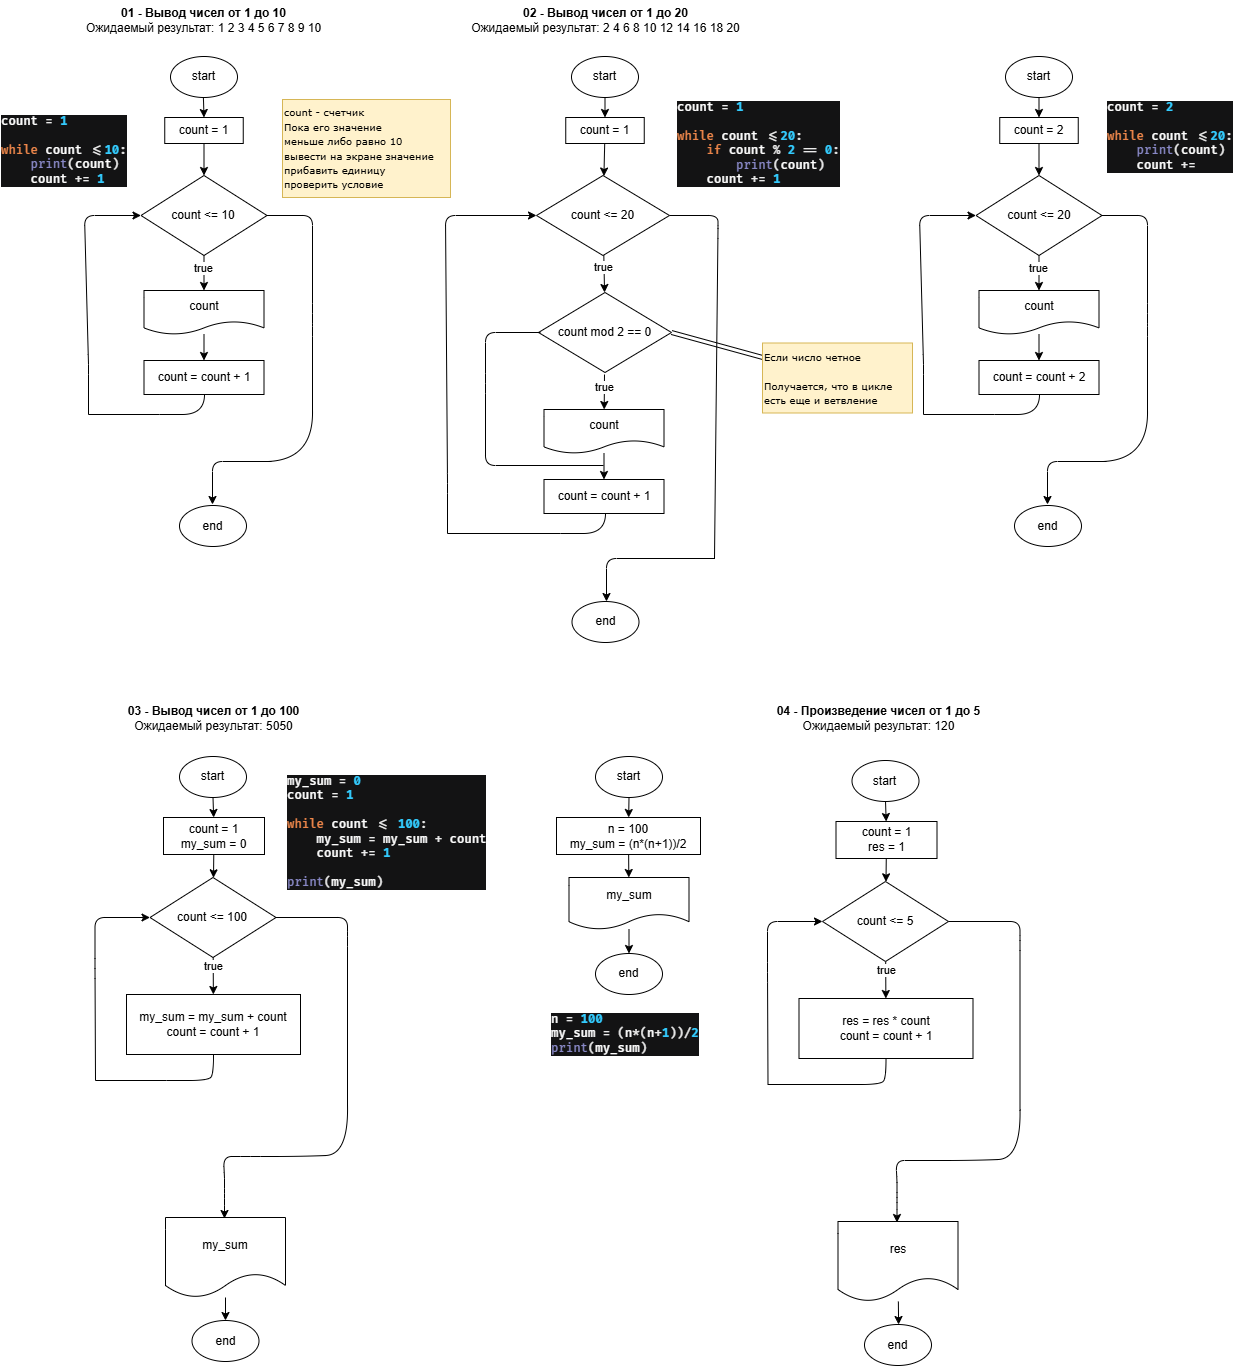 01 - Вывод чисел от 1 до 10
Ожидаемый результат: 1 2 3 4 5 6 7 8 9 10
start
count = 1
count = 1
while count <=10:
print(count)
count += 1
count - счетчик
Пока его значение
меньше либо равно 10
вывести на экране значение
прибавить единицу
проверить условие
count <= 10
true
count
count = count + 1
end
02 - Вывод чисел от 1 до 20
Ожидаемый результат: 2 4 6 8 10 12 14 16 18 20
start
count = 1
count = 1
while count <=20:
if count % 2 == 0:
print(count)
count += 1
count <= 20
true
count mod 2 == 0
Если число четное
Получается, что в цикле
есть еще и ветвление
true
count
count = count + 1
end
start
count = 2
count = 2
while count <=20:
print(count)
count +=
count <= 20
true
count
count = count + 2
end
03 - Вывод чисел от 1 до 100
Ожидаемый результат: 5050
start
count = 1
my_sum = 0
my_sum = 0
count = 1
while count <= 100:
my_sum = my_sum + count
count += 1
print(my_sum)
count <= 100
true
my_sum = my_sum + count
count = count + 1
my_sum
end
start
n = 100
my_sum = (n*(n+1))/2
my_sum
end
n = 100
my_sum = (n*(n+1))/2
print(my_sum)
04 - Произведение чисел от 1 до 5
Ожидаемый результат: 120
start
count = 1
res = 1
count <= 5
true
res = res * count
count = count + 1
res
end